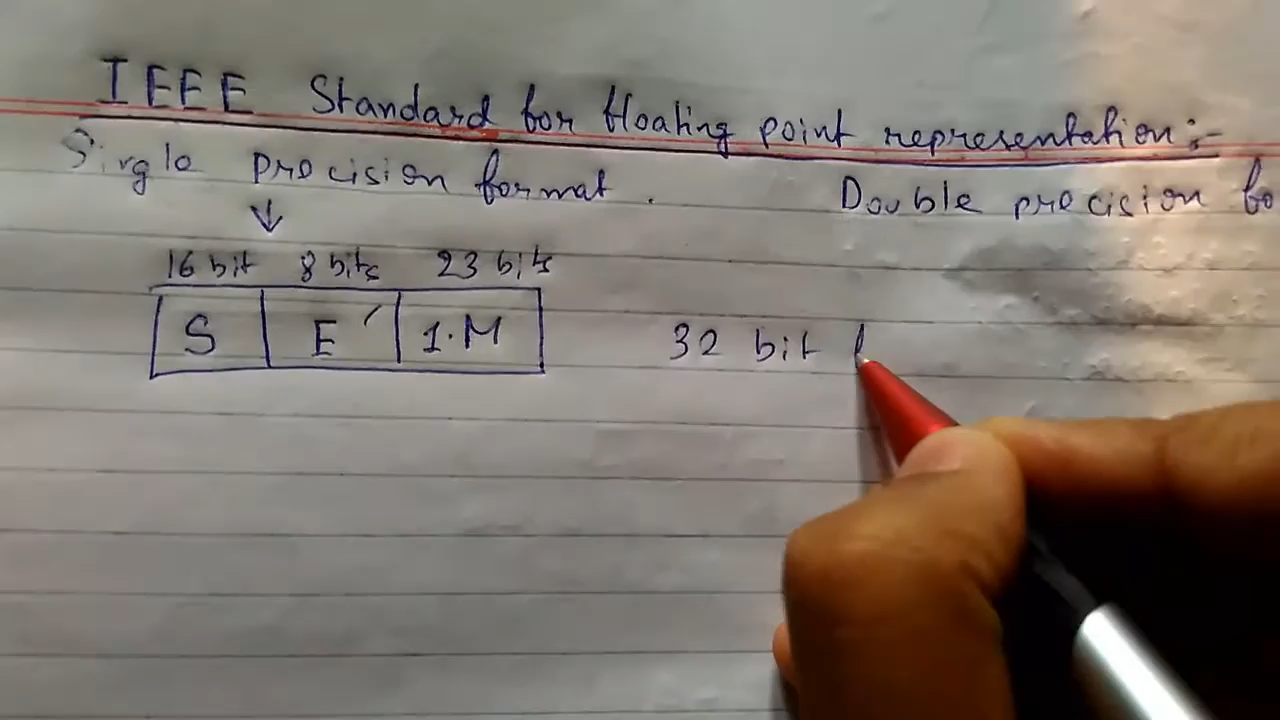 IEEE Standard for floating point representation:-
Single precision format.
Double precision fo
16 bit 8 bits 23 bits
S E' 1.M
32 bit